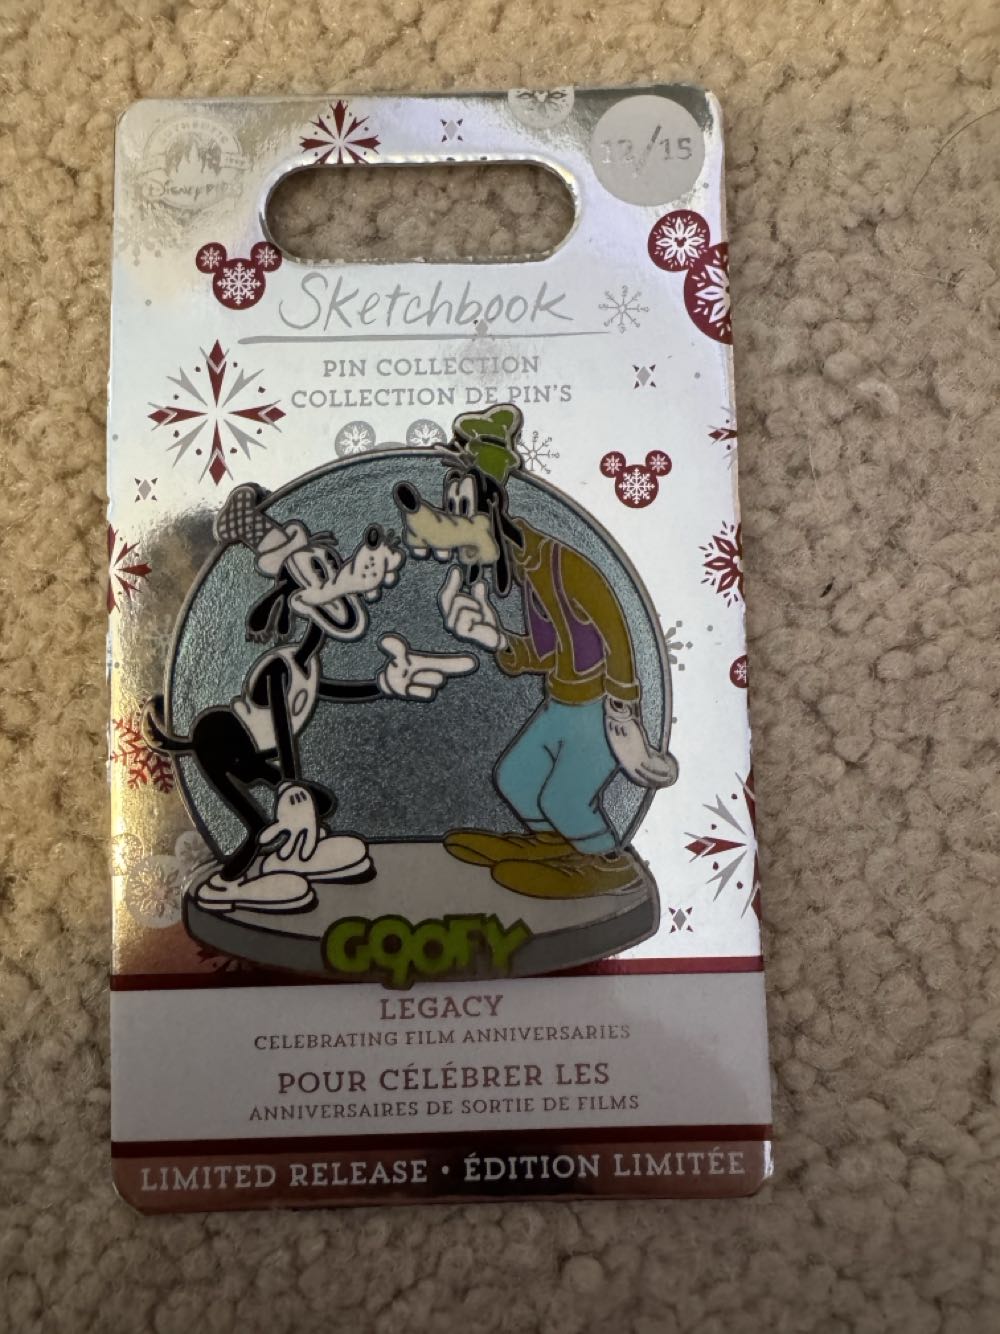 DISNEY PINS
12/15
Sketchbook
PIN COLLECTION
COLLECTION DE PIN'S
GOOFY
LEGACY
CELEBRATING FILM ANNIVERSARIES
POUR CÉLÉBRER LES
ANNIVERSAIRES DE SORTIE DE FILMS
LIMITED RELEASE • ÉDITION LIMITÉE